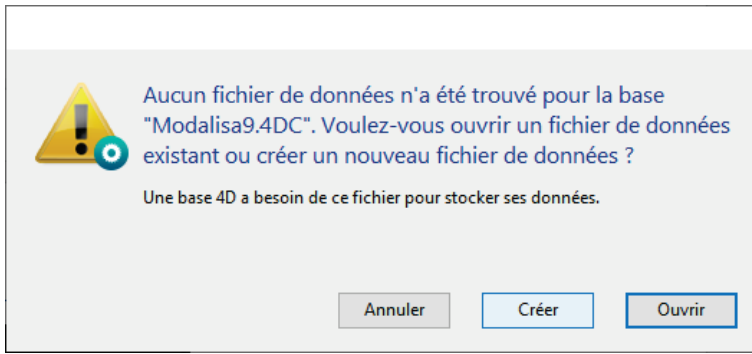 Aucun fichier de données n'a été trouvé pour la base
"Modalisa9.4DC". Voulez-vous ouvrir un fichier de données
existant ou créer un nouveau fichier de données ?
Une base 4D a besoin de ce fichier pour stocker ses données.
Annuler
Créer
Ouvrir